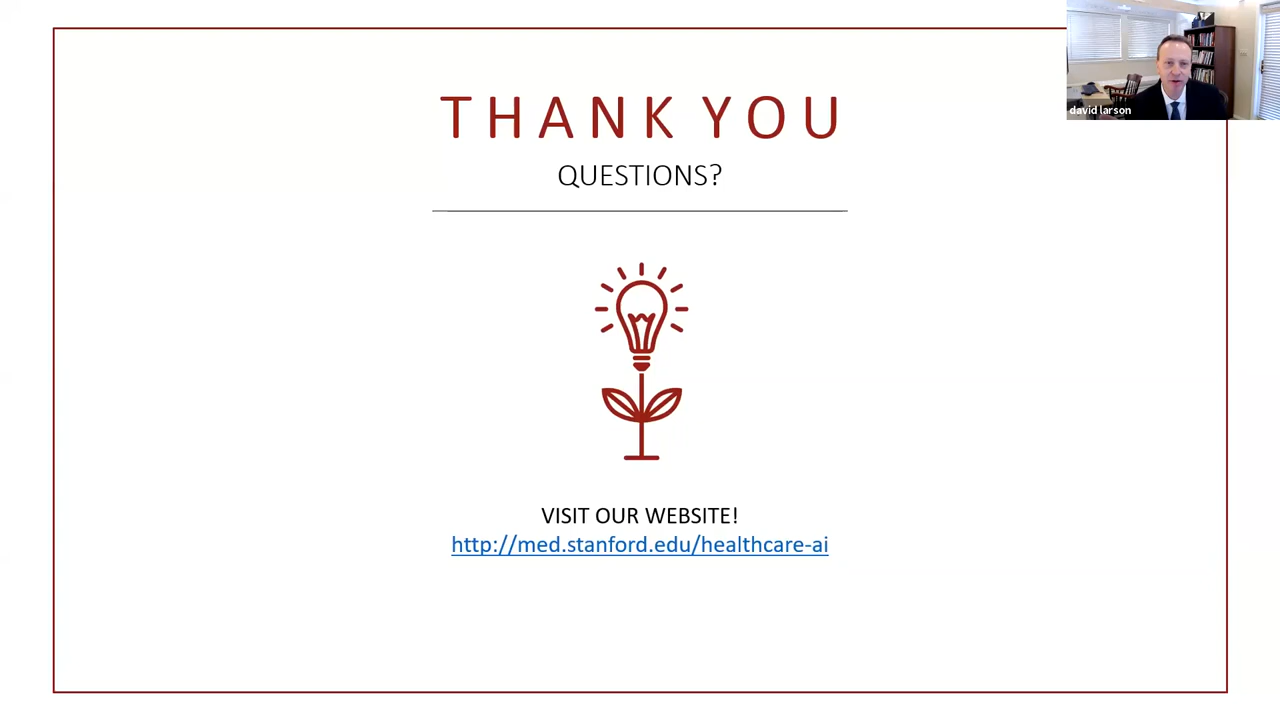 THANK YOU
QUESTIONS?
VISIT OUR WEBSITE!
http://med.stanford.edu/healthcare-ai
david larson